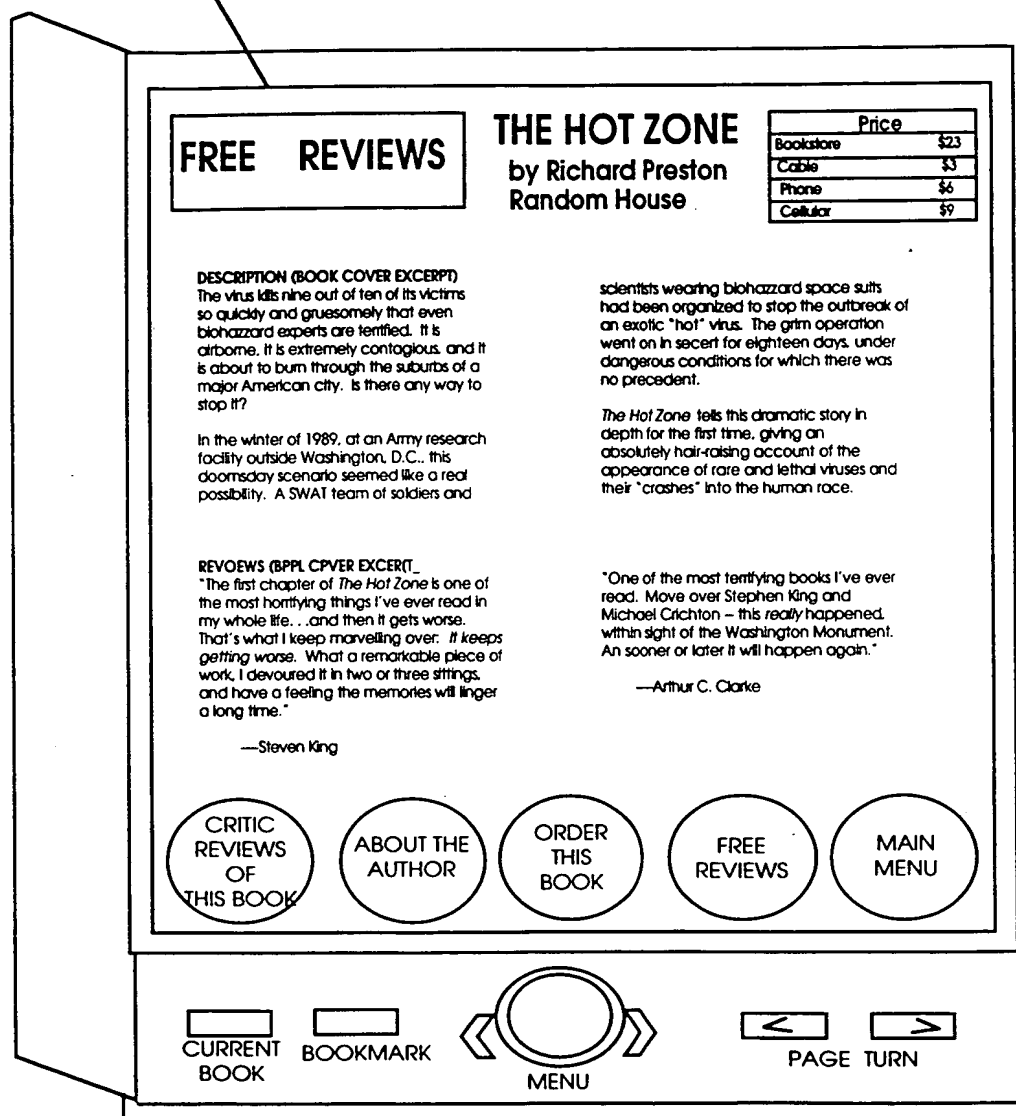 FREE REVIEWS
THE HOT ZONE
by Richard Preston
Random House
Price
Bookstore $23
Cable $3
Phone $6
Cellular $9
DESCRIPTION (BOOK COVER EXCERPT)
The virus kills nine out of ten of its victims
so quickly and gruesomely that even
biohazzard experts are terrified. It is
airborne, it is extremely contagious, and it
is about to burn through the suburbs of a
major American city. Is there any way to
stop it?
In the winter of 1989, at an Army research
facility outside Washington, D.C., this
doomsday scenario seemed like a real
possibility. A SWAT team of soldiers and
scientists wearing biohazzard space suits
had been organized to stop the outbreak of
an exotic "hot" virus. The grim operation
went on in secert for eighteen days, under
dangerous conditions for which there was
no precedent.
The Hot Zone tells this dramatic story in
depth for the first time, giving an
absolutely hair-raising account of the
appearance of rare and lethal viruses and
their "crashes" into the human race.
REVOEWS (BPPL CPVER EXCER(T_
"The first chapter of The Hot Zone is one of
the most horrifying things I've ever read in
my whole life. . .and then it gets worse.
That's what I keep marvelling over: it keeps
getting worse. What a remarkable piece of
work, I devoured it in two or three sittings,
and have a feeling the memories will linger
a long time."
—Steven King
"One of the most terrifying books I've ever
read. Move over Stephen King and
Michael Crichton – this really happened,
within sight of the Washington Monument.
An sooner or later it will happen again."
—Arthur C. Clarke
CRITIC
REVIEWS
OF
THIS BOOK
ABOUT THE
AUTHOR
ORDER
THIS
BOOK
FREE
REVIEWS
MAIN
MENU
CURRENT
BOOK
BOOKMARK
MENU
< >
PAGE TURN